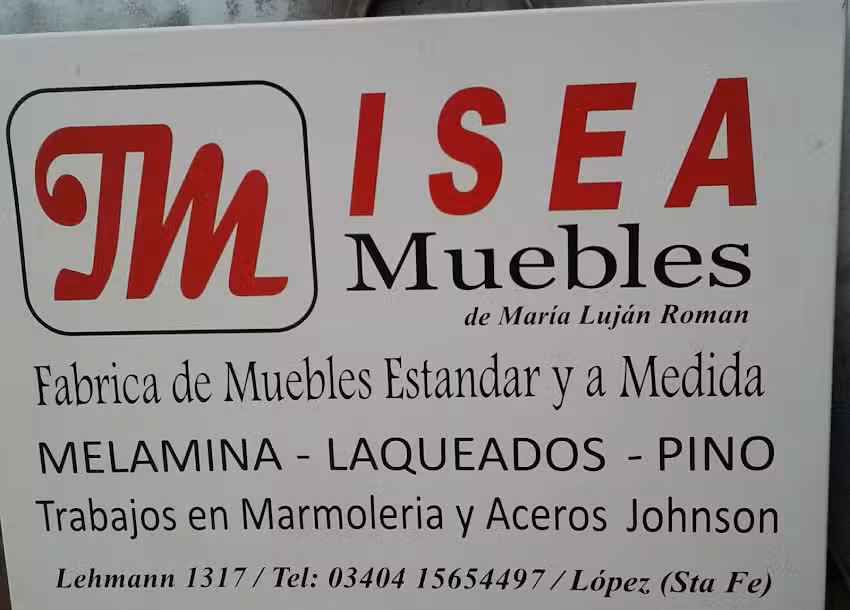 IM ISEA
Muebles
de María Luján Roman
Fabrica de Muebles Estandar y a Medida
MELAMINA - LAQUEADOS - PINO
Trabajos en Marmoleria y Aceros Johnson
Lehmann 1317 / Tel: 03404 15654497 / López (Sta Fe)